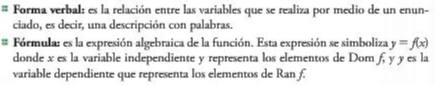 Forma verbal: es la relación entre las variables que se realiza por medio de un enun-
ciado, es decir, una descripción con palabras.
Fórmula: es la expresión algebraica de la función. Esta expresión se simboliza y = f(x)
donde x es la variable independiente y representa los elementos de Dom f, y y es la
variable dependiente que representa los elementos de Ran f.